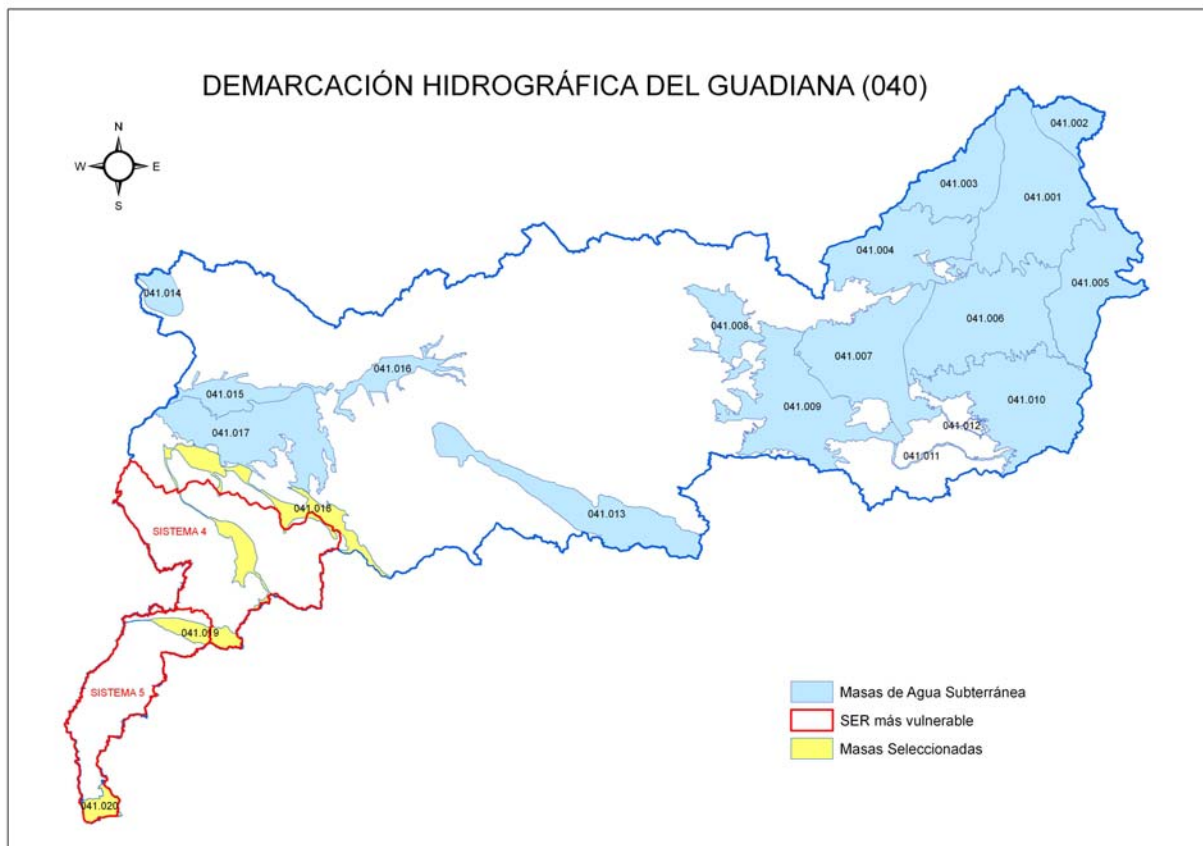 DEMARCACIÓN HIDROGRÁFICA DEL GUADIANA (040)
N
W E
S
041.002
041.003
041.001
041.004
041.005
041.014
041.006
041.008
041.007
041.016
041.015
041.010
041.009
041.017
041.012
041.011
041.018
041.013
SISTEMA 4
041.019
SISTEMA 5
041.020
Masas de Agua Subterránea
SER más vulnerable
Masas Seleccionadas